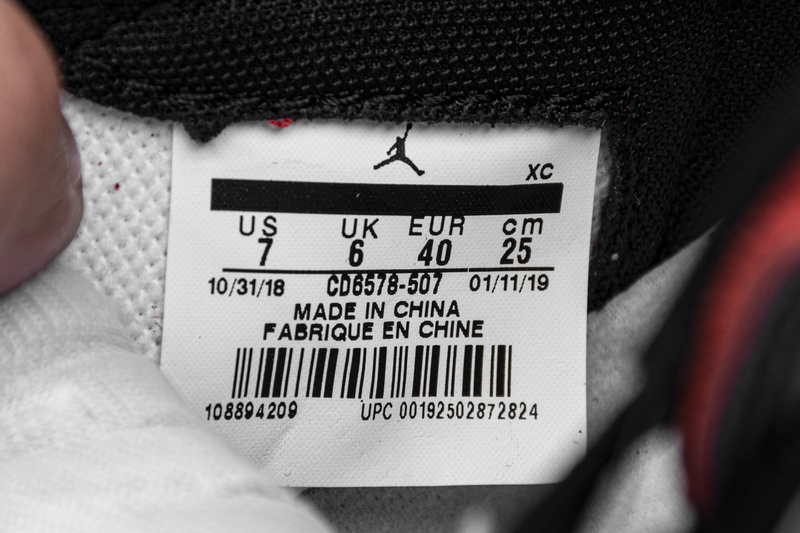 XC
US UK EUR cm
7 6 40 25
10/31/18 CD6578-507 01/11/19
MADE IN CHINA
FABRIQUE EN CHINE
108894209 UPC 00192502872824